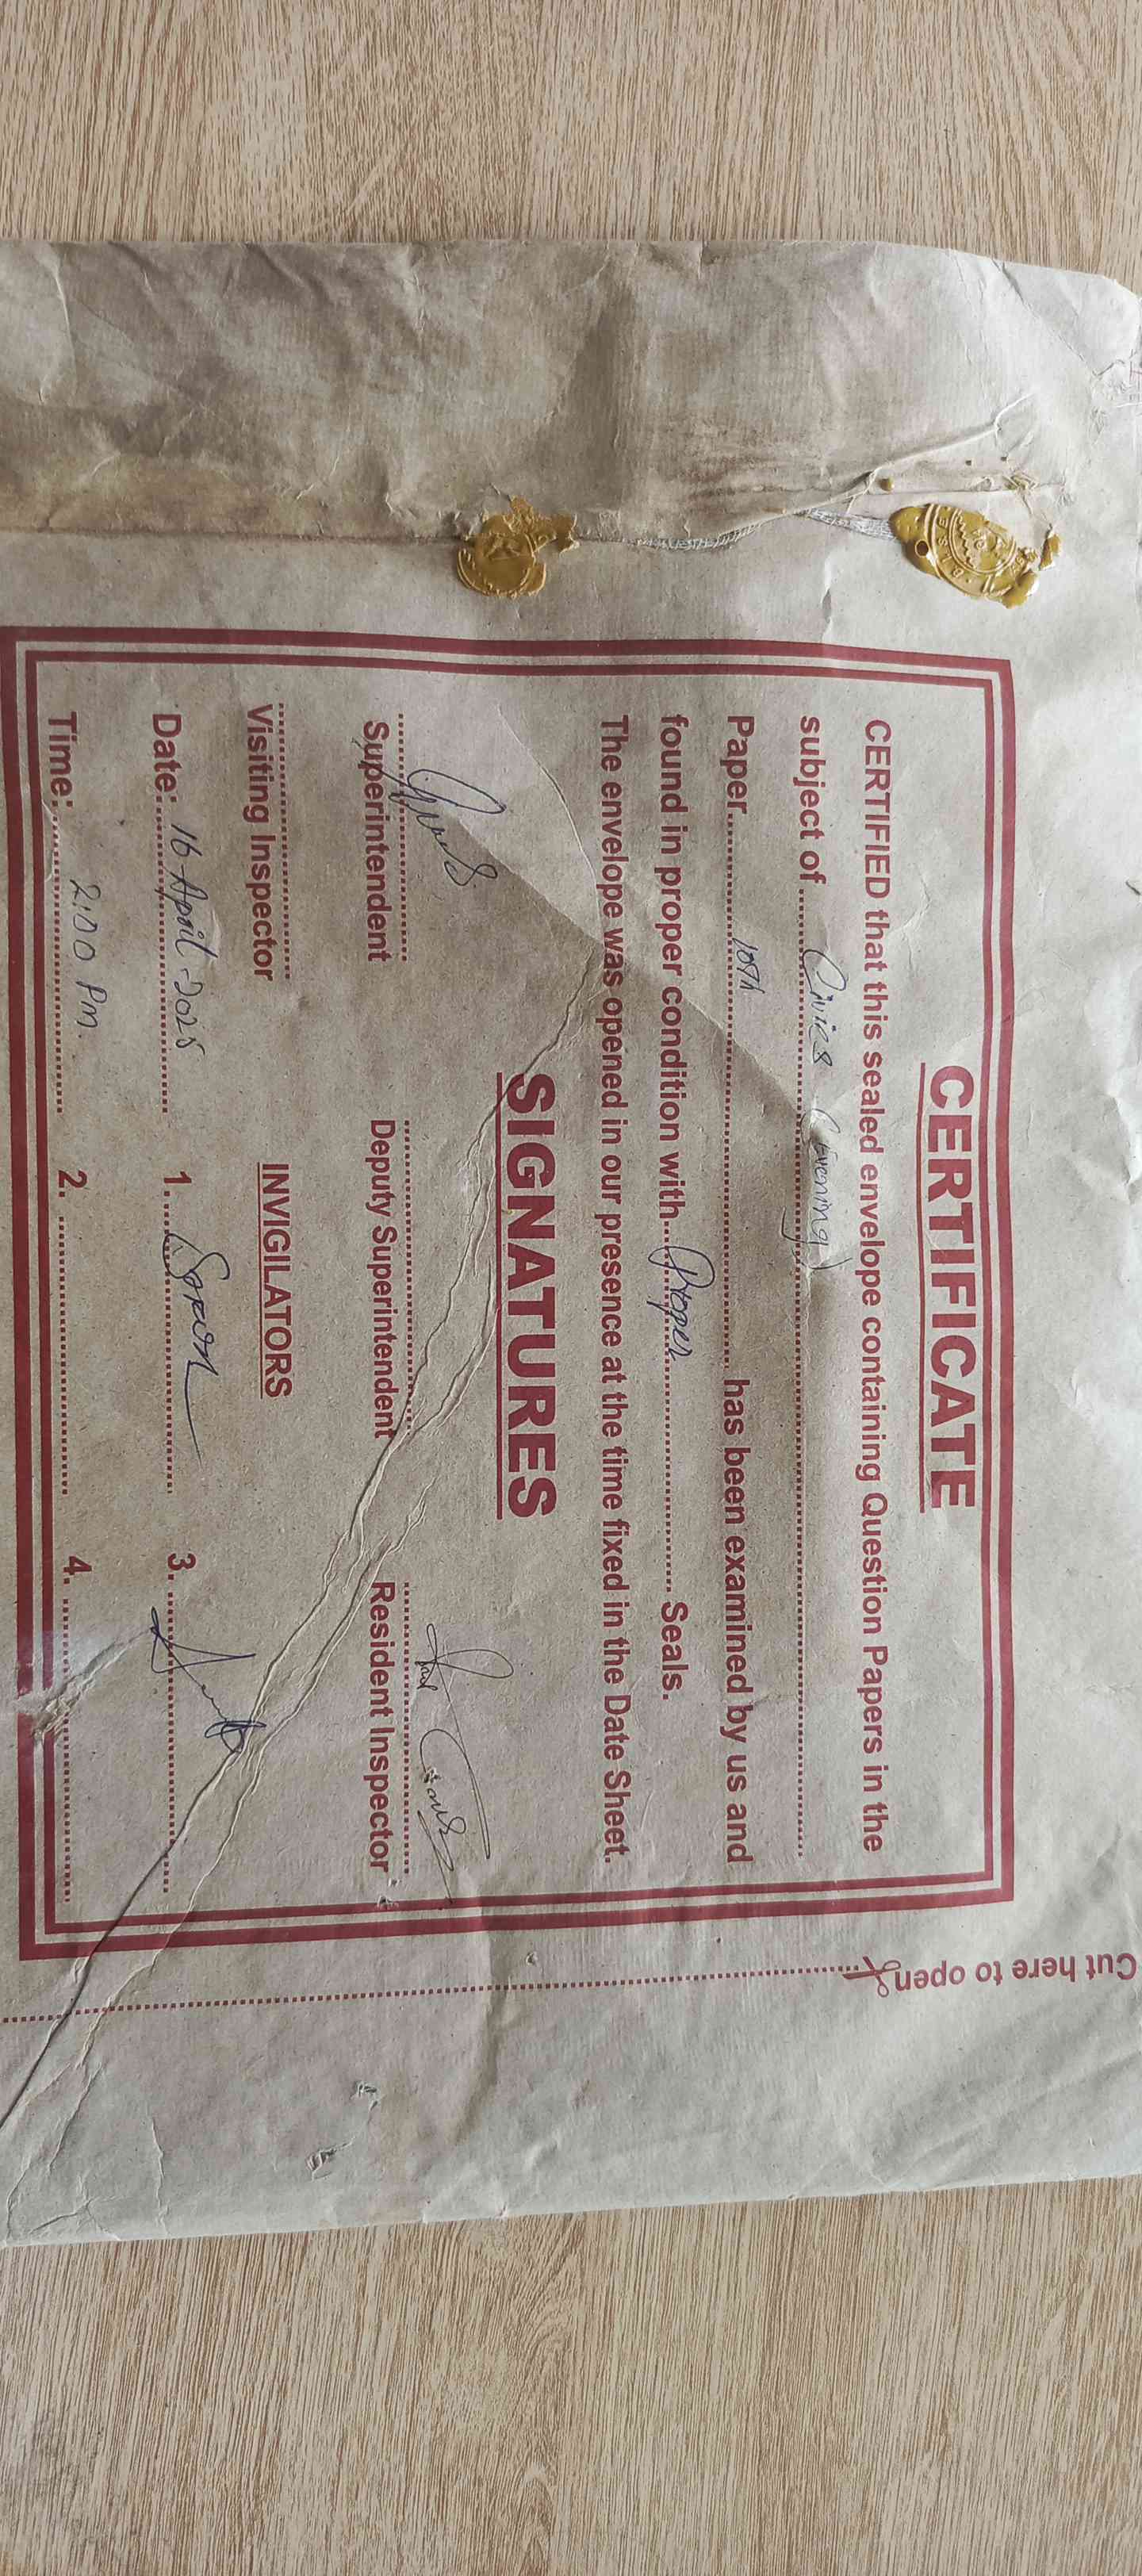 CERTIFICATE
CERTIFIED that this sealed envelope containing Question Papers in the
subject of Civics (Evening)
Paper 10th has been examined by us and
found in proper condition with Proper Seals.
The envelope was opened in our presence at the time fixed in the Date Sheet.
SIGNATURES
Superintendent Deputy Superintendent Resident Inspector
Visiting Inspector INVIGILATORS
Date: 16 April 2025 1. 3.
Time: 2:00 Pm. 2. 4.
Cut here to open